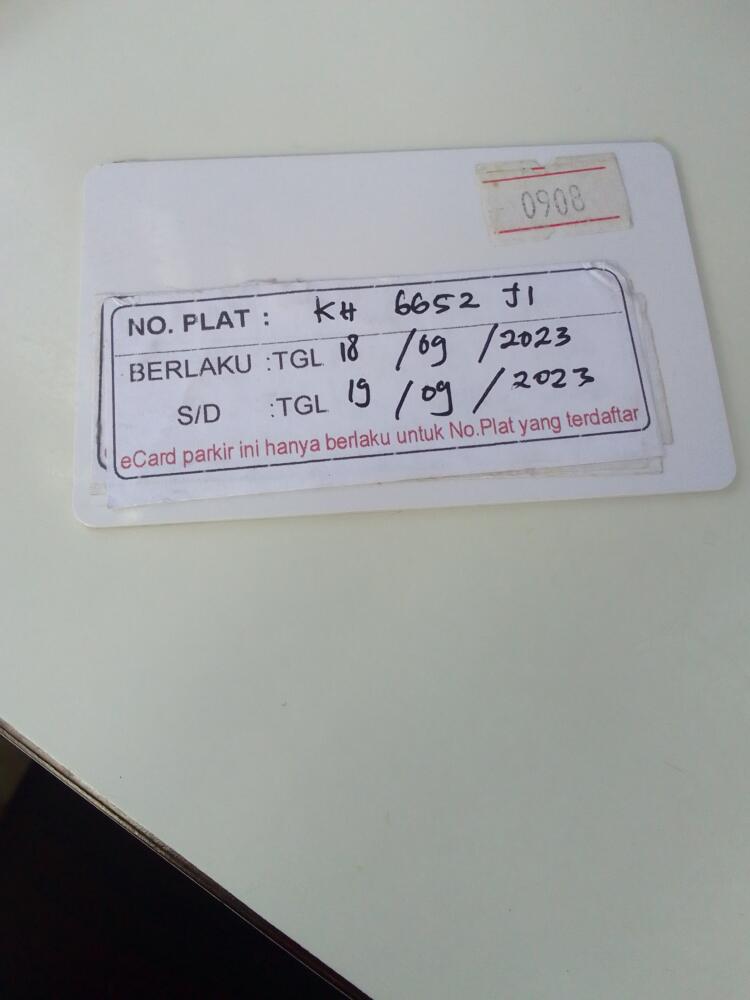 0908
NO. PLAT : KH 6652 JI
BERLAKU :TGL 18 /09 /2023
S/D :TGL 19 /09 /2023
eCard parkir ini hanya berlaku untuk No.Plat yang terdaftar